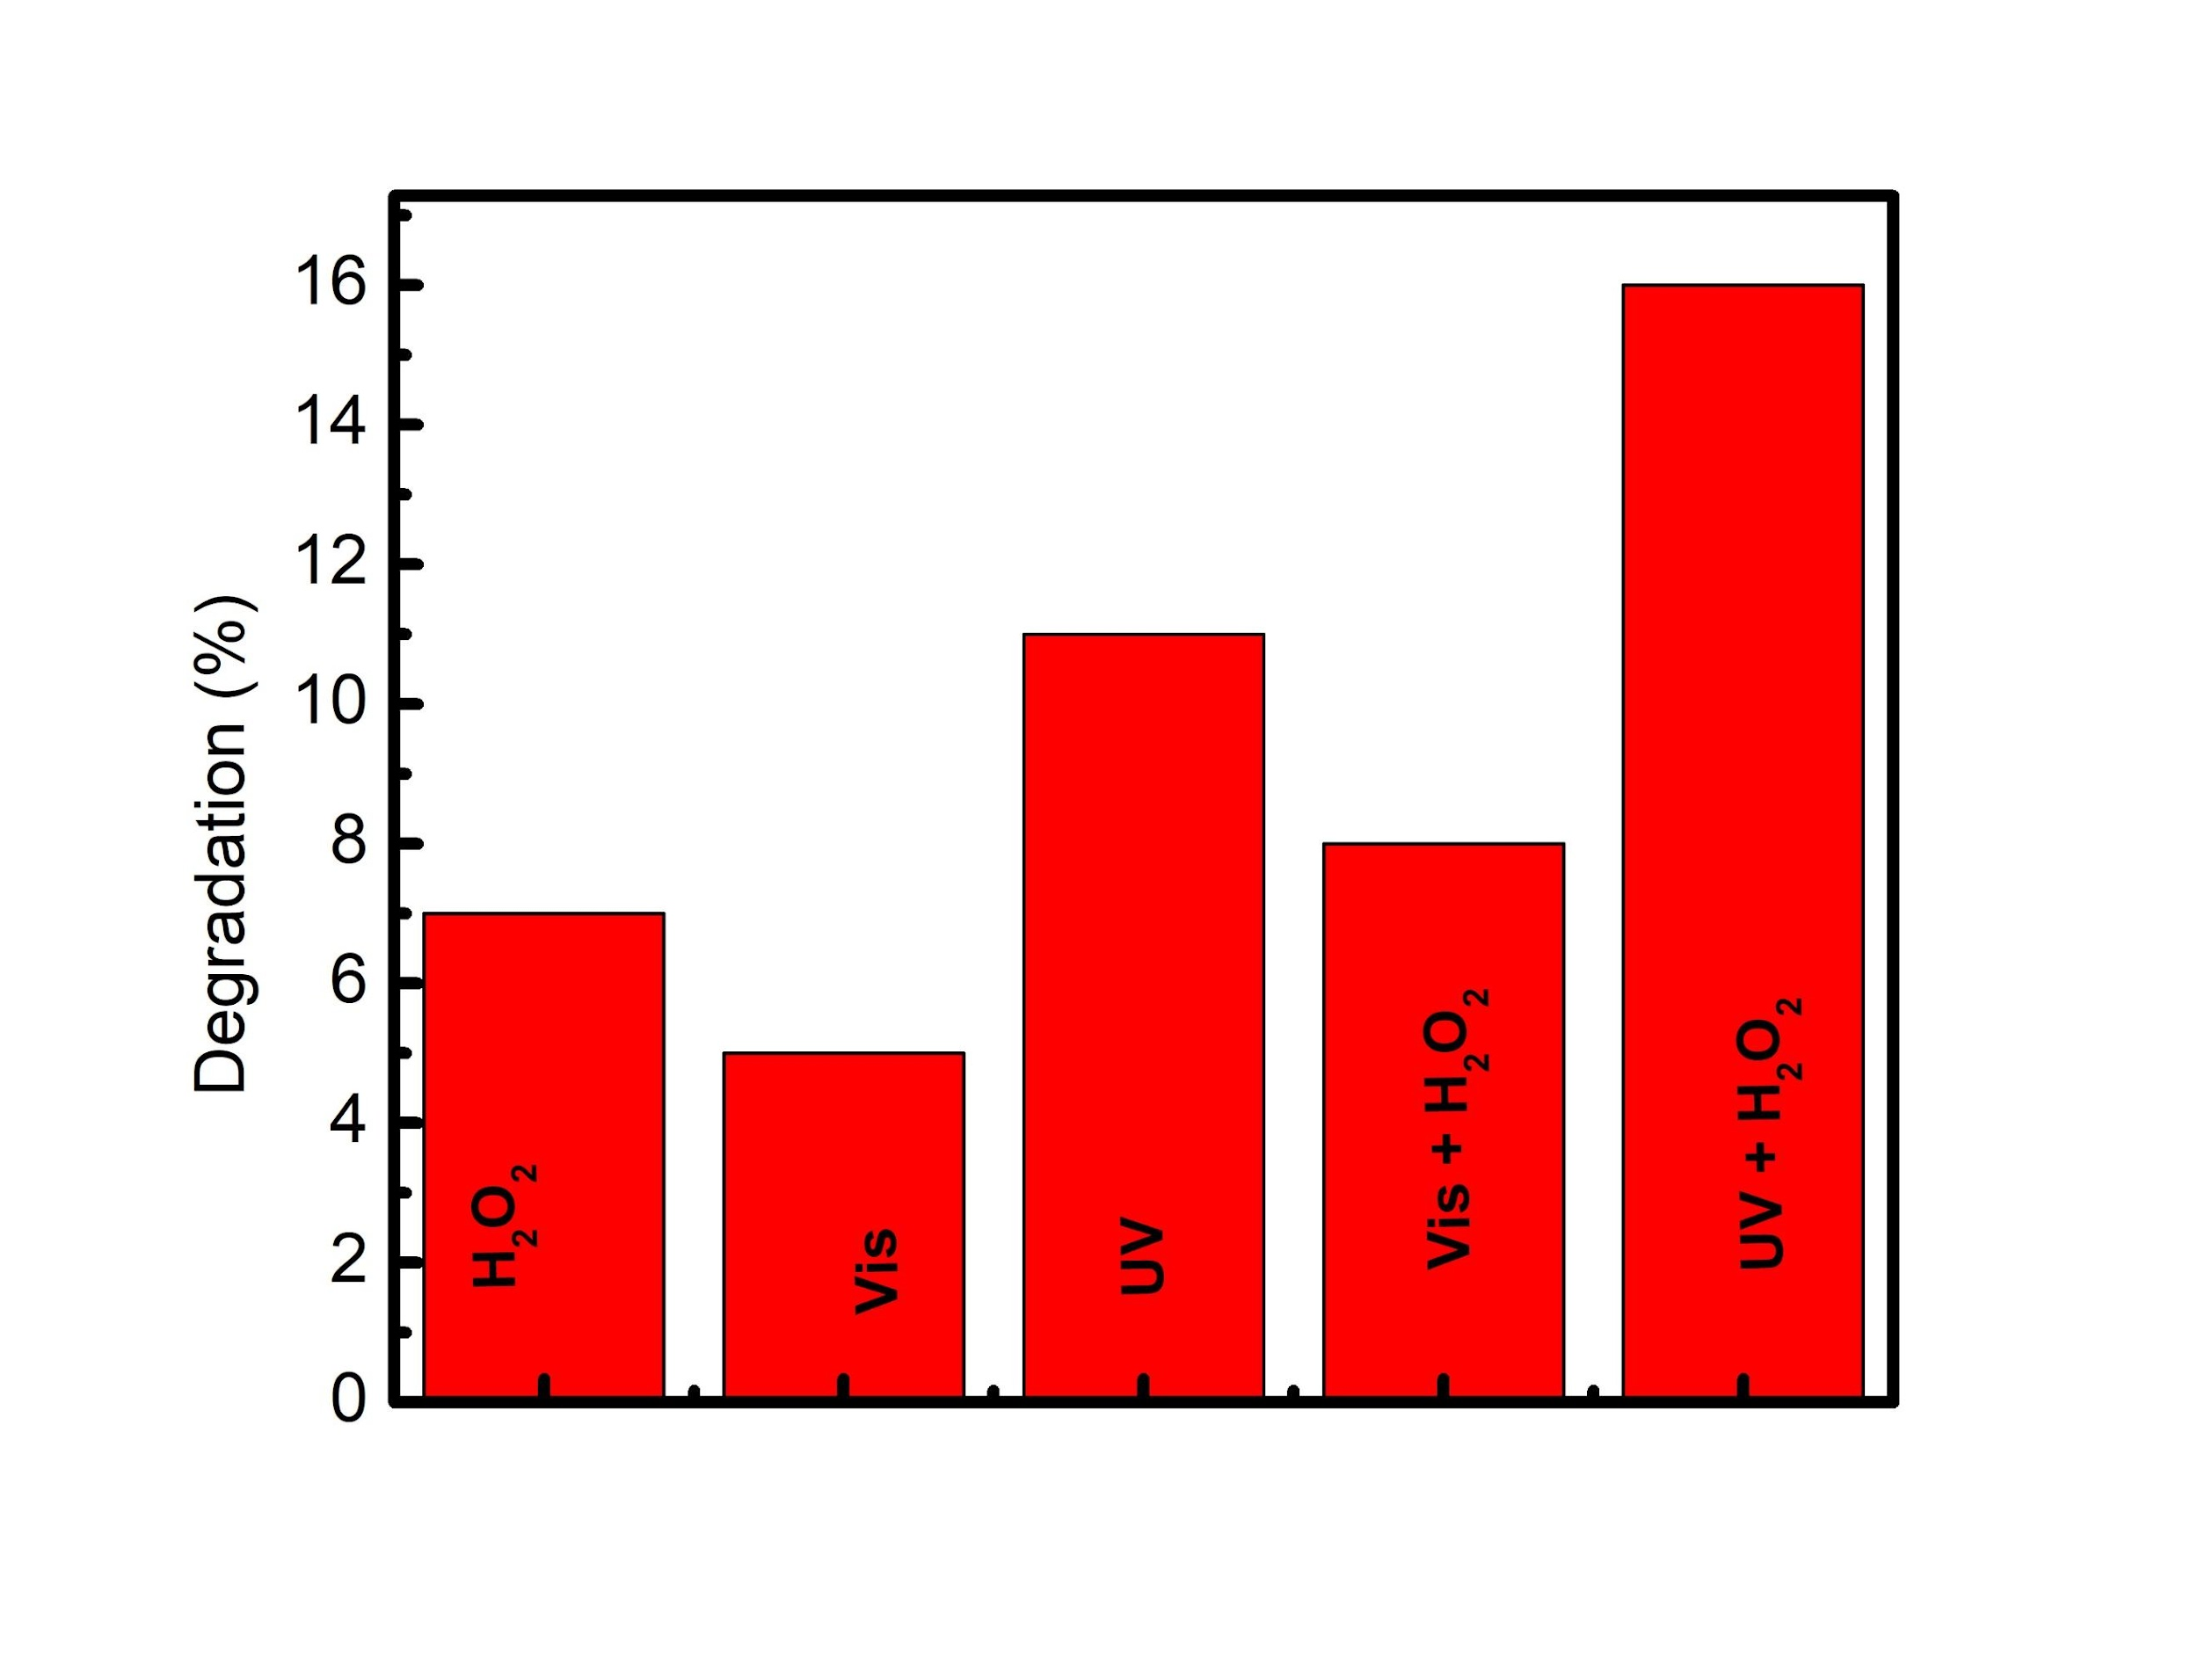 Degradation (%)
16
14
12
10
8
6
4
2
0
H₂O₂
Vis
UV
Vis + H₂O₂
UV + H₂O₂